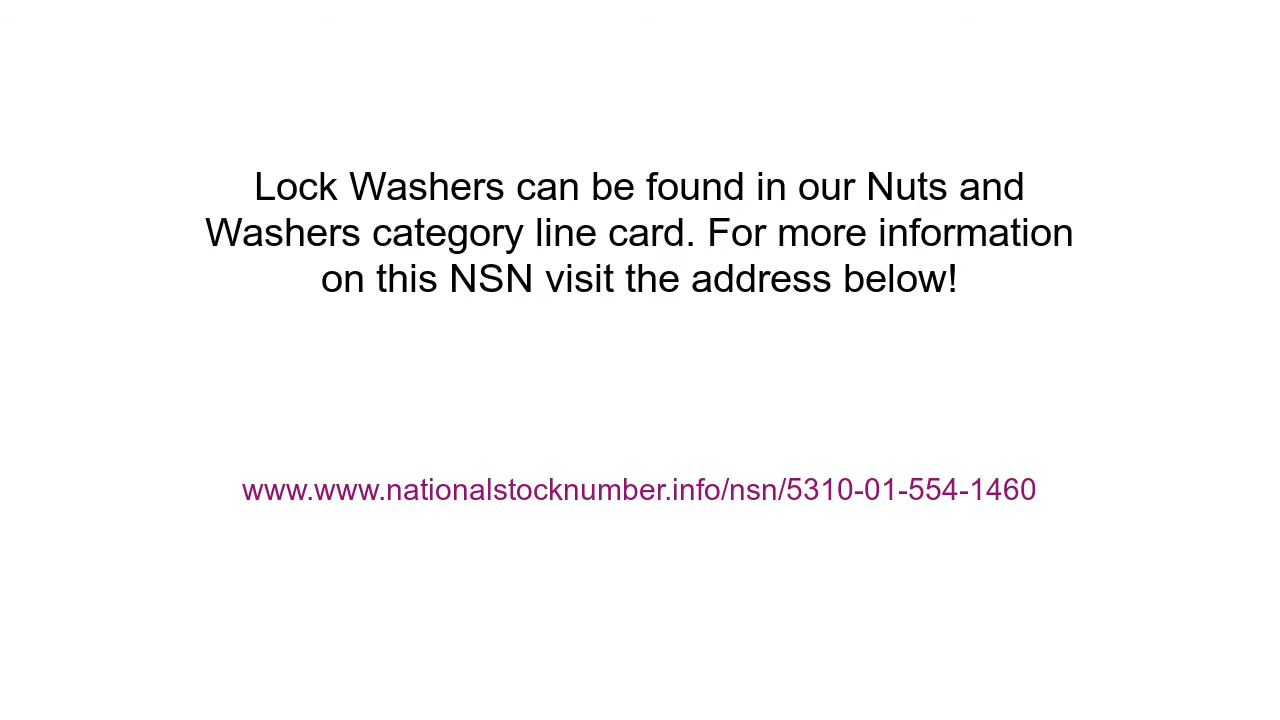 Lock Washers can be found in our Nuts and
Washers category line card. For more information
on this NSN visit the address below!
www.www.nationalstocknumber.info/nsn/5310-01-554-1460